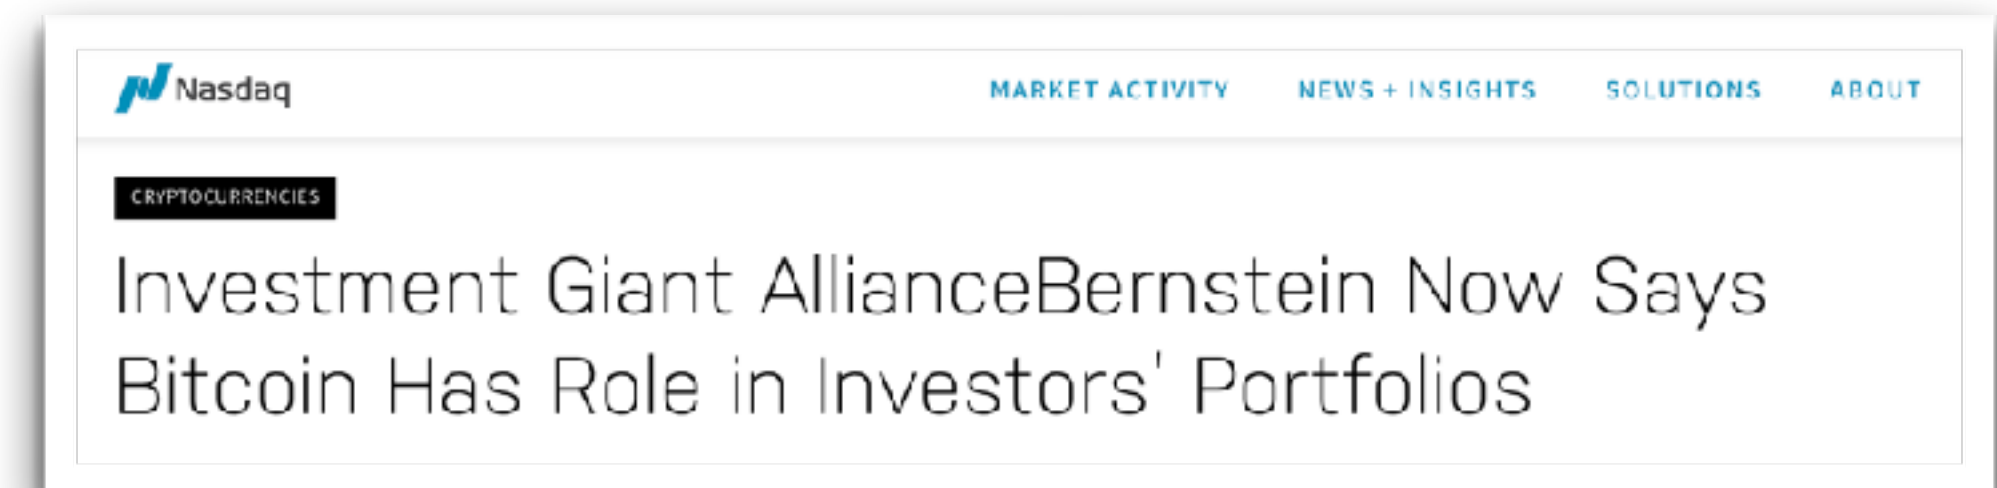 Nasdaq
MARKET ACTIVITY NEWS + INSIGHTS SOLUTIONS ABOUT
CRYPTOCURRENCIES
Investment Giant AllianceBernstein Now Says
Bitcoin Has Role in Investors' Portfolios